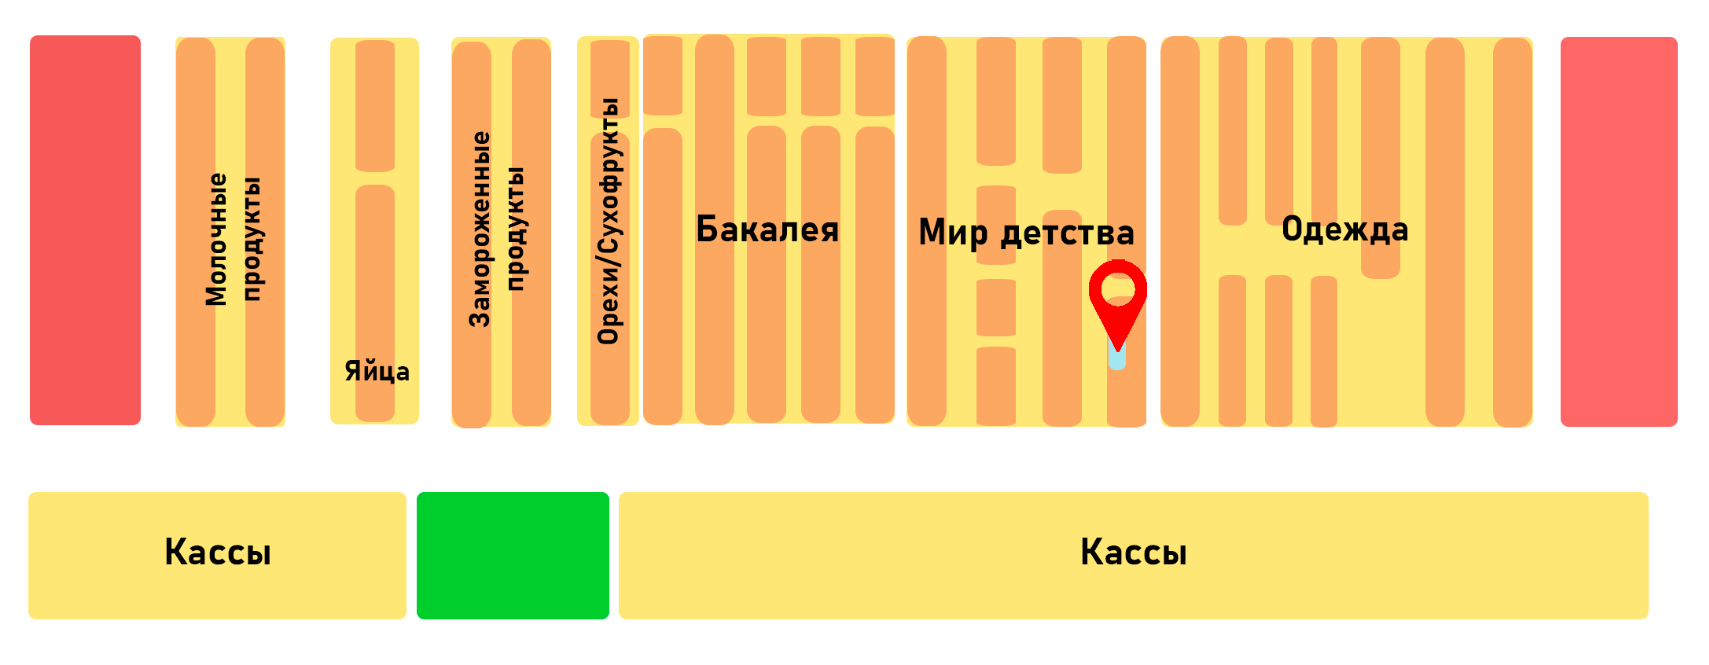 Молочные
продукты
Яйца
Замороженные
продукты
Орехи/Сухофрукты
Бакалея
Мир детства
Одежда
Кассы
Кассы